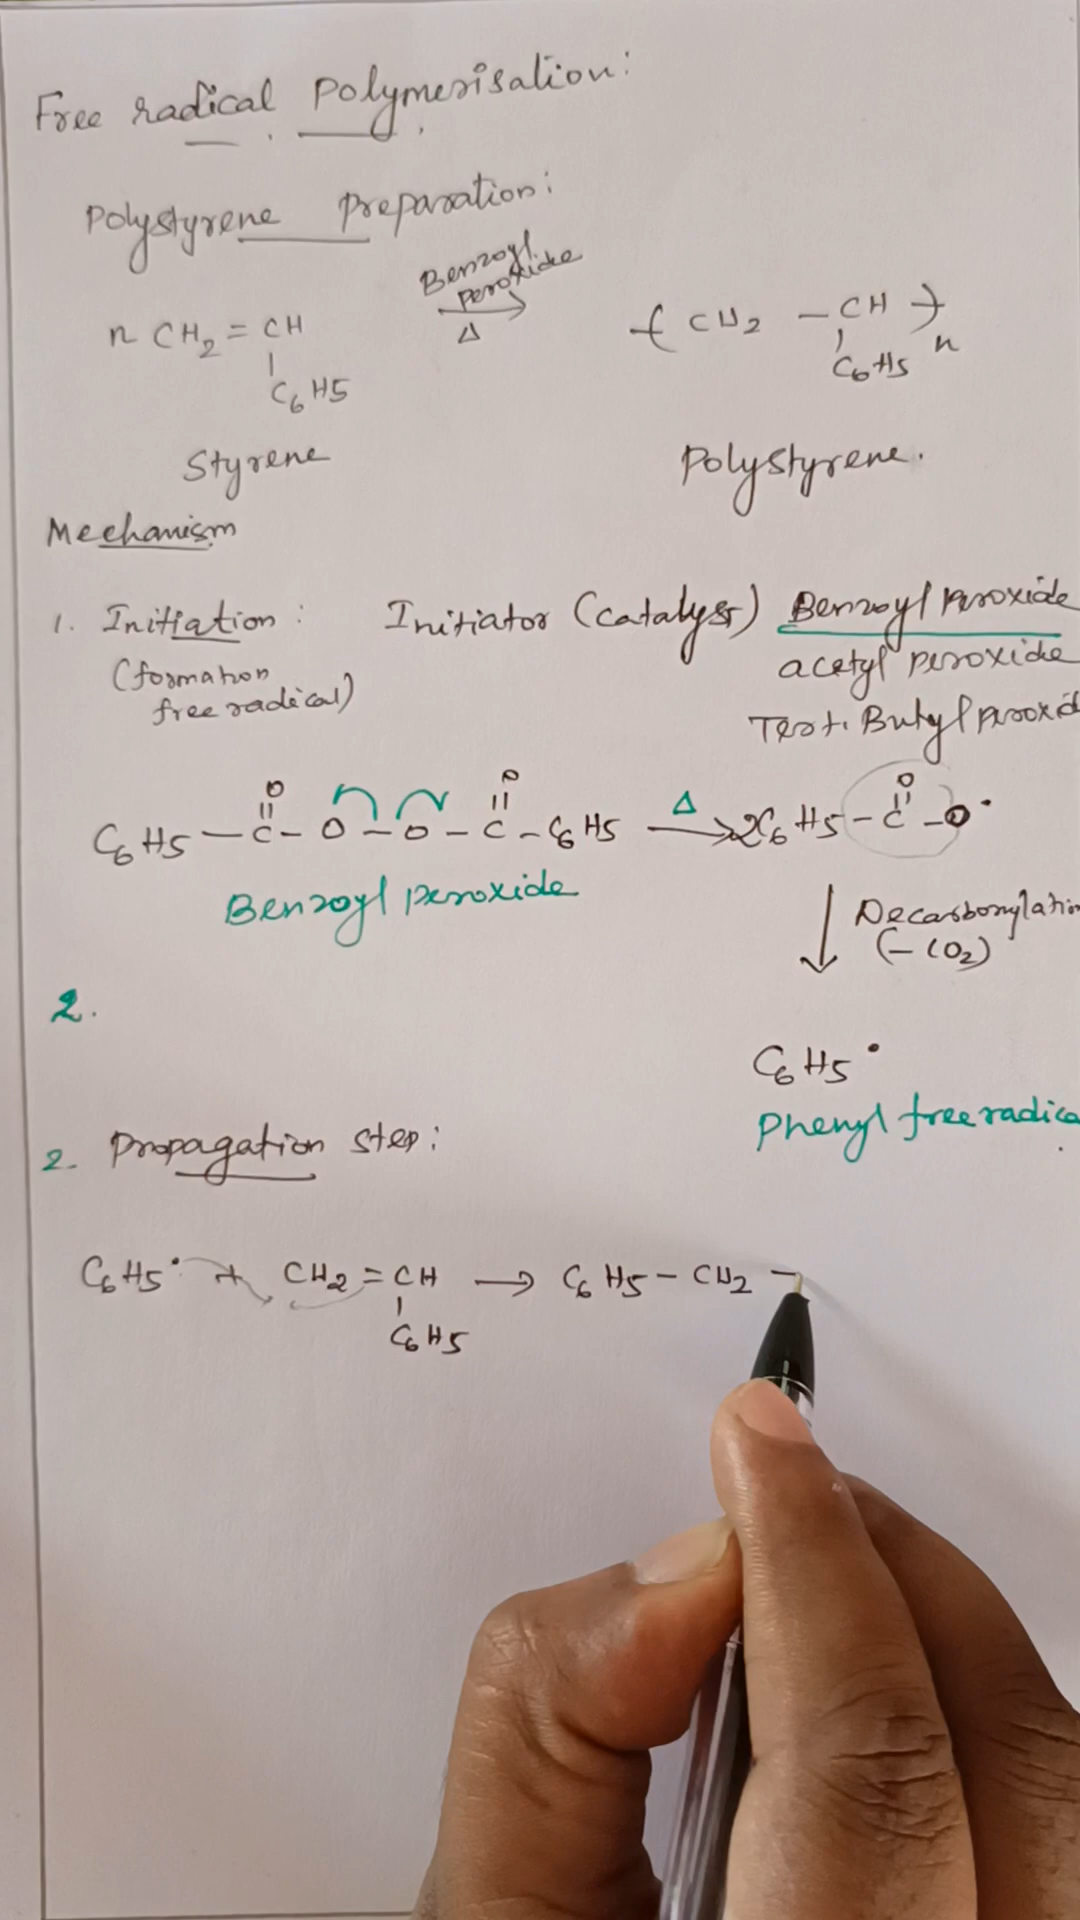 Free radical Polymerisation:
Polystyrene Preparation:
Benzoyl
peroxide
n CH2 = CH → ( CH2 – CH )n
Δ
C6H5 C6H5
Styrene Polystyrene.
Mechanism
1. Initiation : Initiator (catalyst) Benzoyl Peroxide
(formation acetyl peroxide
free radical) Tert. Butyl peroxid
O O O
C6H5 – C – O – O – C – C6H5 Δ → 2C6H5 – C – O•
Benzoyl peroxide
Decarbonylation
(– CO2)
2.
C6H5•
Phenyl free radica
2. Propagation step:
C6H5• + CH2 = CH → C6H5 – CH2 –
C6H5